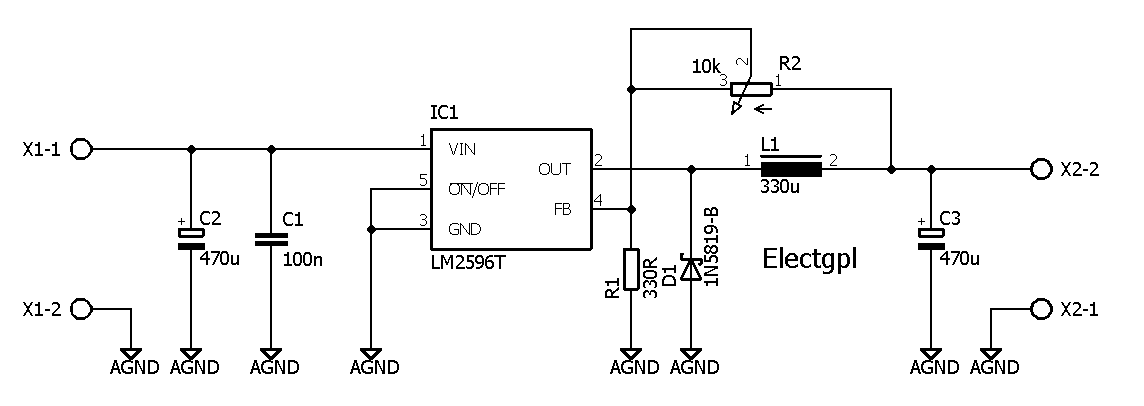 2
10k
3
1
R2
IC1
X1-1
1
VIN
L1
OUT
2
1
2
X2-2
5
ON/OFF
330u
FB
4
+
C2
C1
3
GND
1N5819-B
+
C3
470u
100n
LM2596T
R1
330R
D1
Electgpl
470u
X1-2
X2-1
AGND
AGND
AGND
AGND
AGND
AGND
AGND
AGND